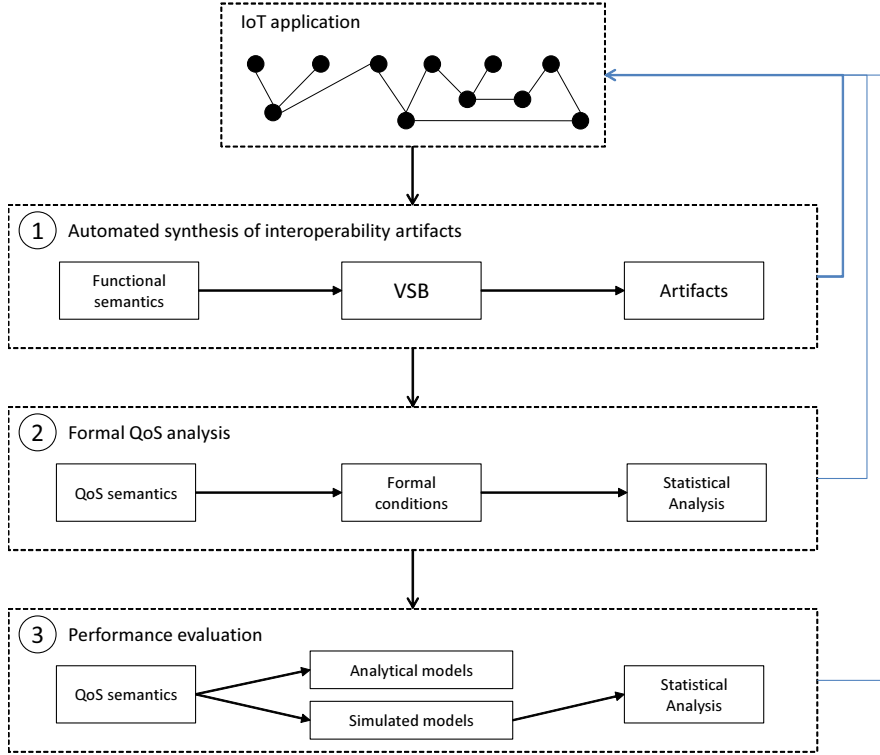 IoT application
1 Automated synthesis of interoperability artifacts
Functional
semantics
VSB
Artifacts
2 Formal QoS analysis
QoS semantics
Formal
conditions
Statistical
Analysis
3 Performance evaluation
QoS semantics
Analytical models
Simulated models
Statistical
Analysis